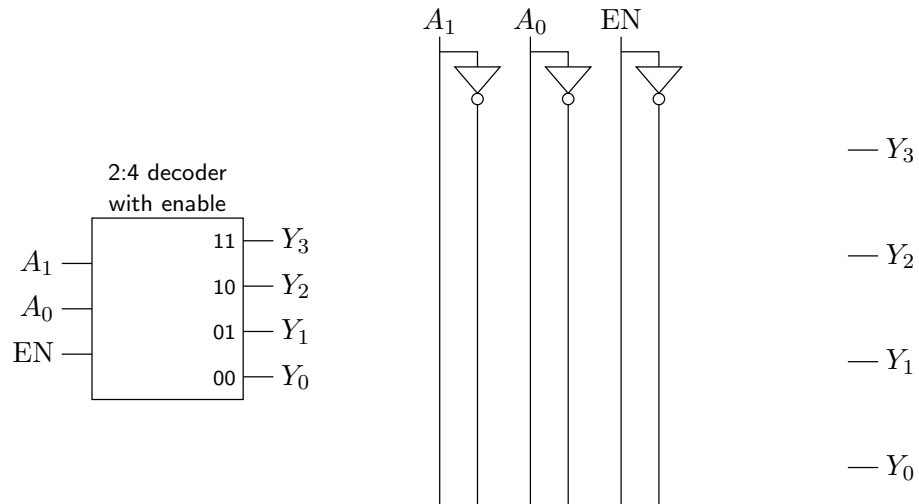 A₁ A₀ EN
2:4 decoder
with enable
A₁
A₀
EN
11 Y₃
10 Y₂
01 Y₁
00 Y₀
Y₃
Y₂
Y₁
Y₀